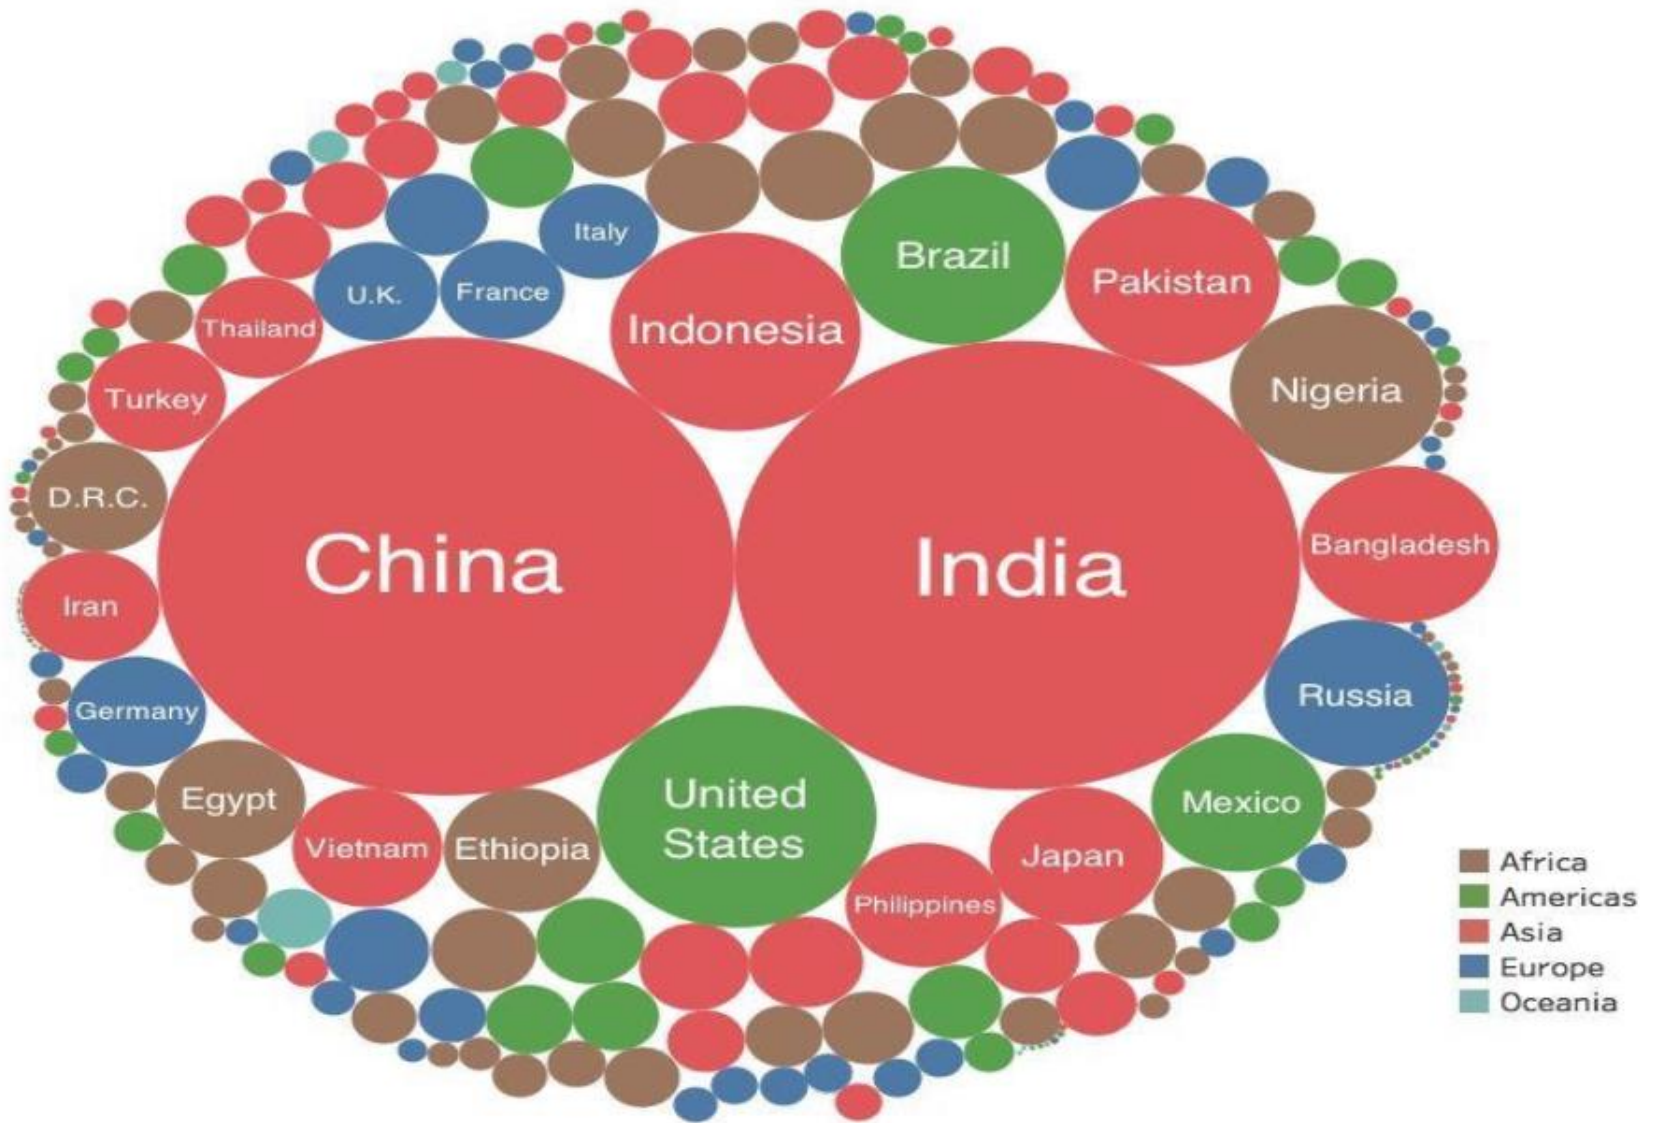 Italy
Brazil
Pakistan
U.K.
France
Thailand
Indonesia
Turkey
Nigeria
D.R.C.
China
India
Bangladesh
Iran
Germany
Russia
Egypt
Vietnam
Ethiopia
United
States
Philippines
Japan
Mexico
Africa
Americas
Asia
Europe
Oceania